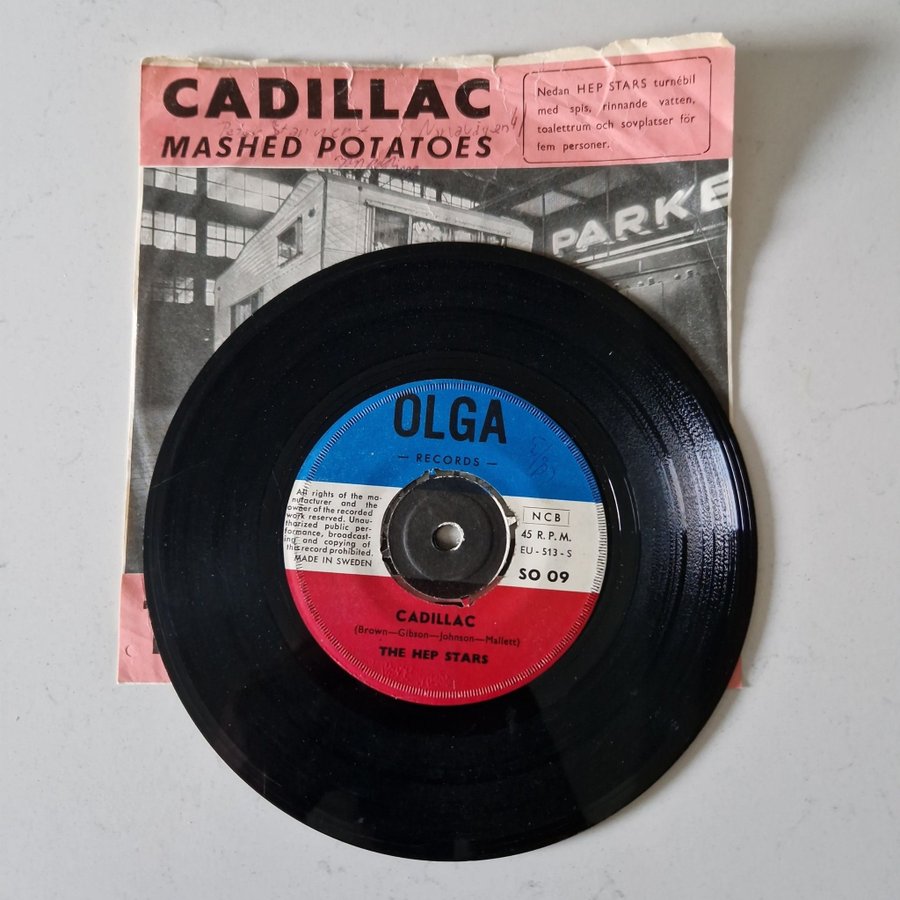 CADILLAC
MASHED POTATOES
Nedan HEP STARS turnébil
med spis, rinnande vatten,
toalettrum och sovplatser för
fem personer.
PARKE
OLGA
— RECORDS —
All rights of the ma-
nufacturer and the
owner of the recorded
work reserved. Unau-
thorized public per-
formance, broadcast-
ing and copying of
this record prohibited.
MADE IN SWEDEN
NCB
45 R.P.M.
EU - 513 - S
SO 09
CADILLAC
(Brown—Gibson—Johnson—Mallett)
THE HEP STARS